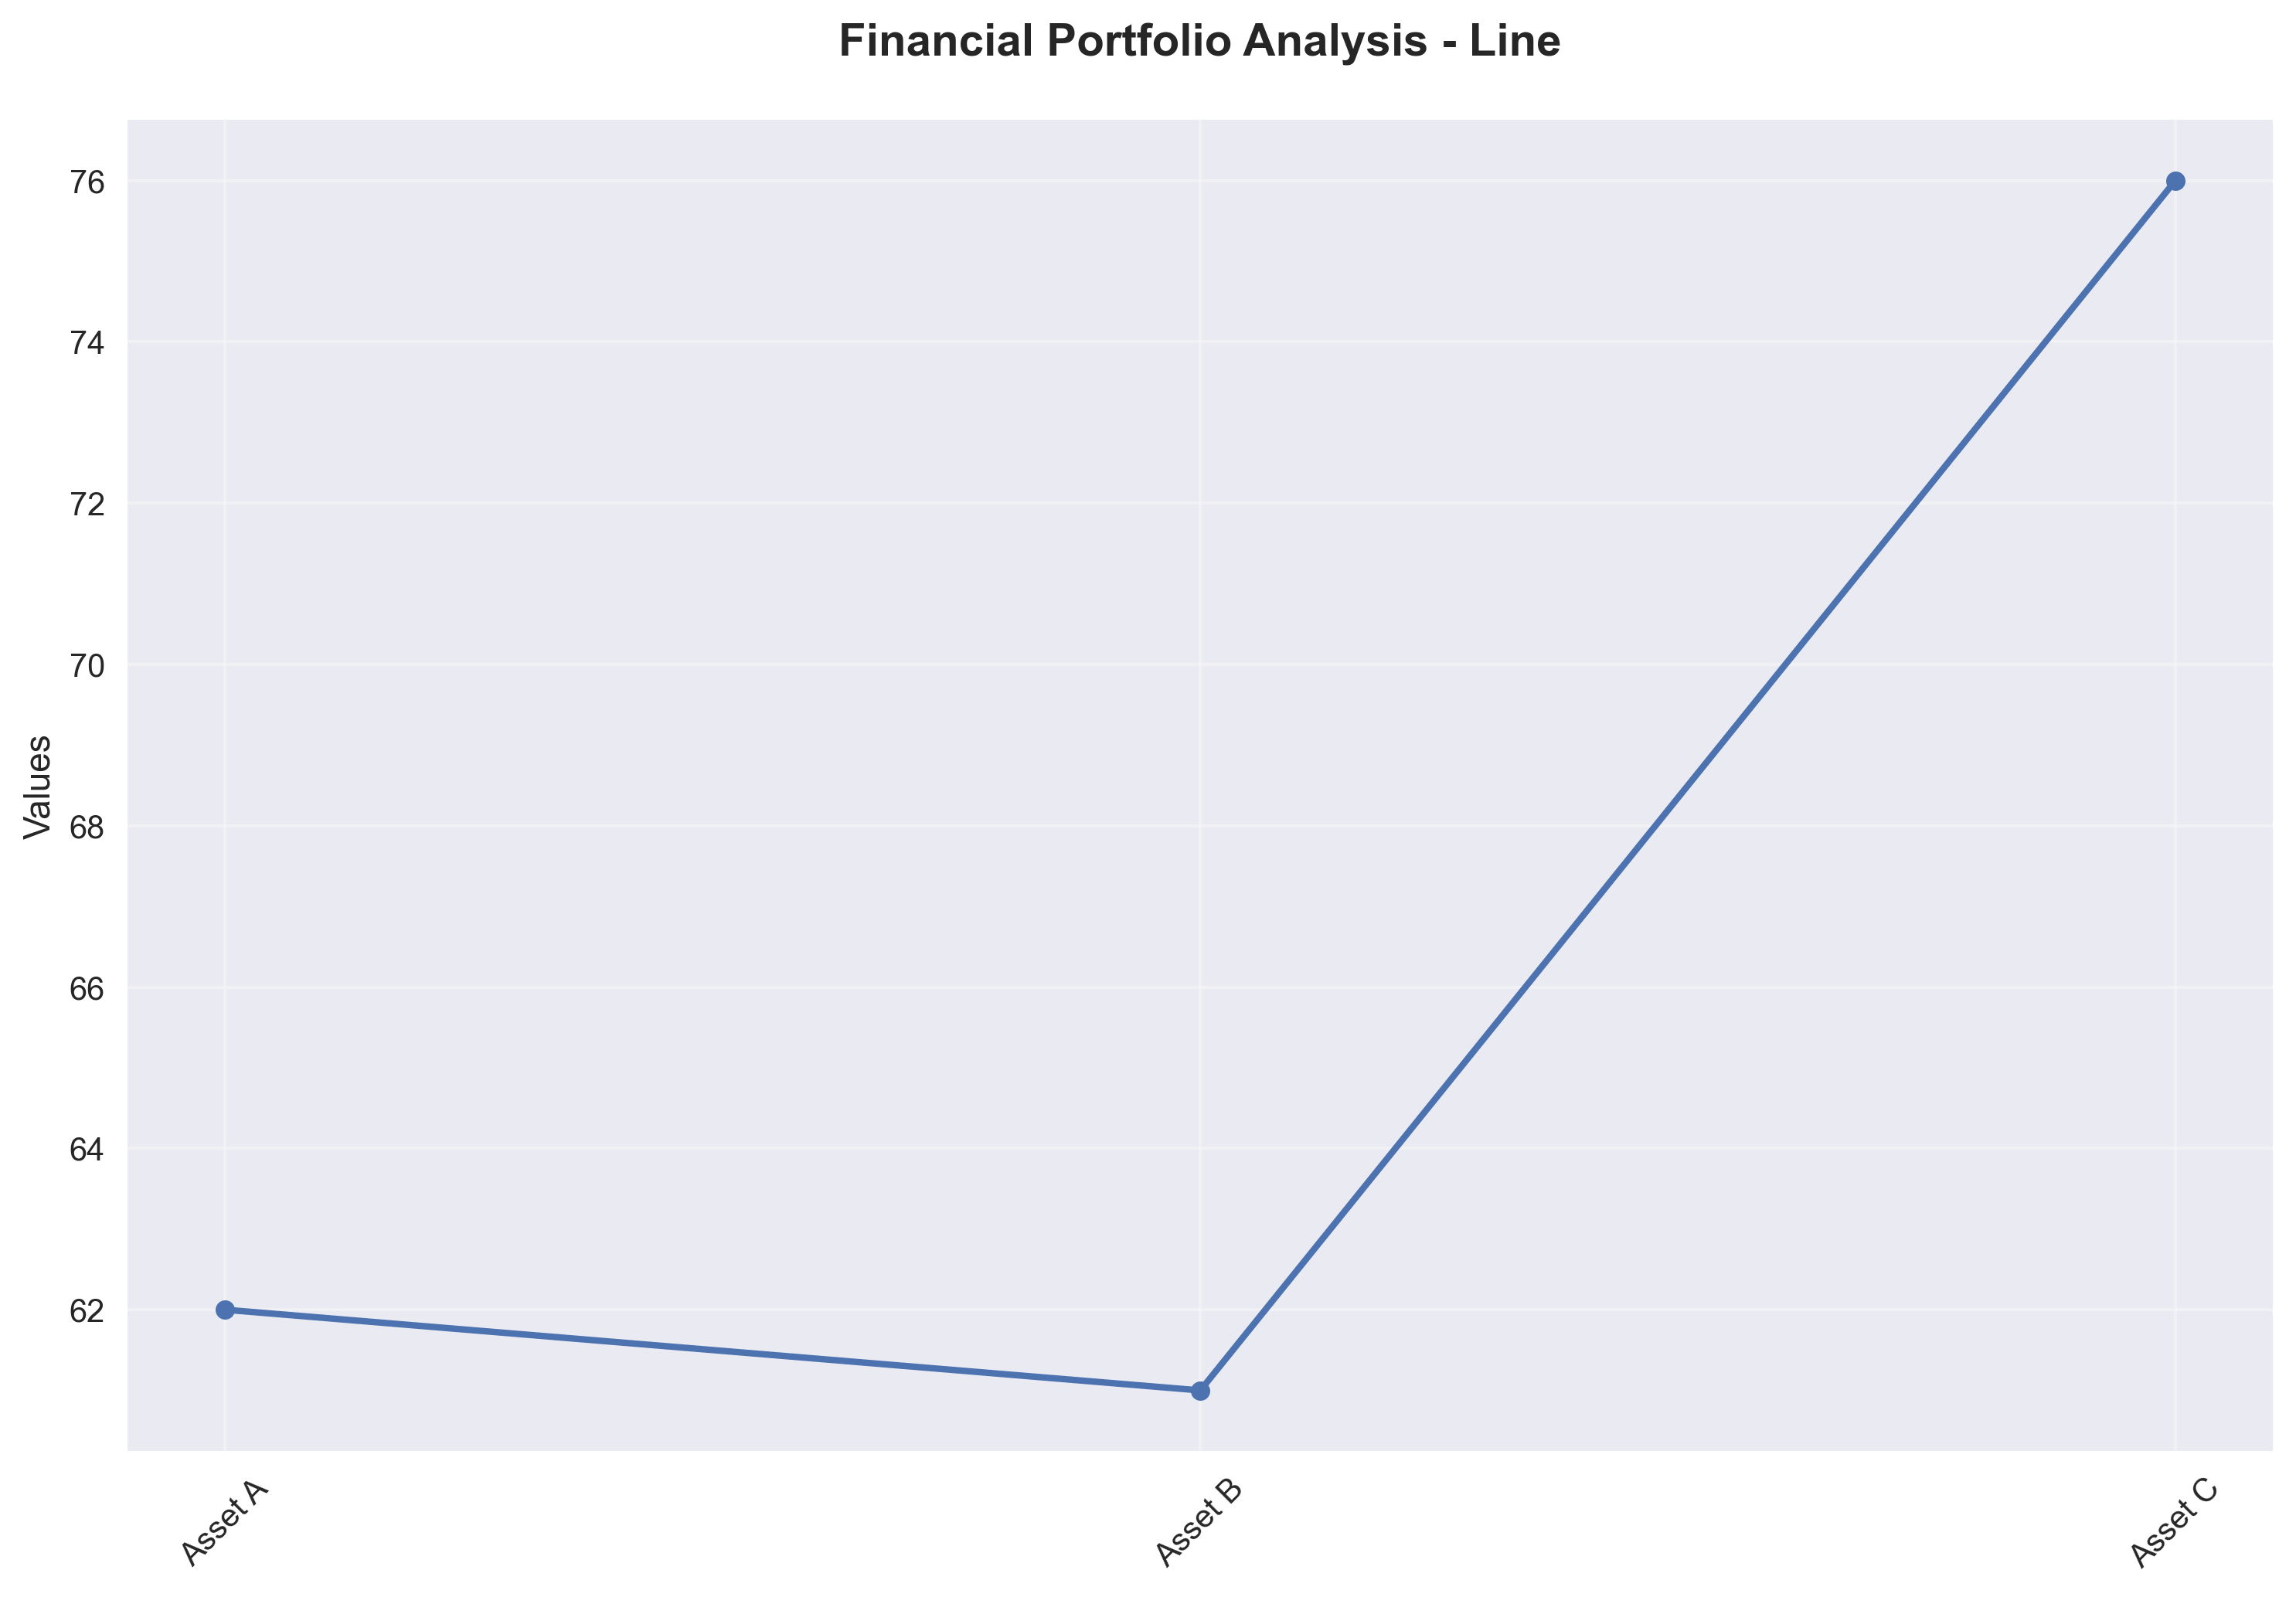 Financial Portfolio Analysis - Line
76
74
72
70
68
66
64
62
Values
Asset A
Asset B
Asset C